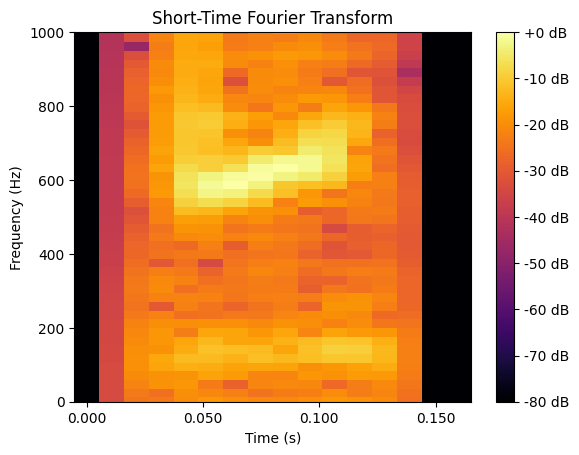 Short-Time Fourier Transform
1000
800
600
400
200
0
Frequency (Hz)
0.000
0.050
0.100
0.150
Time (s)
+0 dB
-10 dB
-20 dB
-30 dB
-40 dB
-50 dB
-60 dB
-70 dB
-80 dB